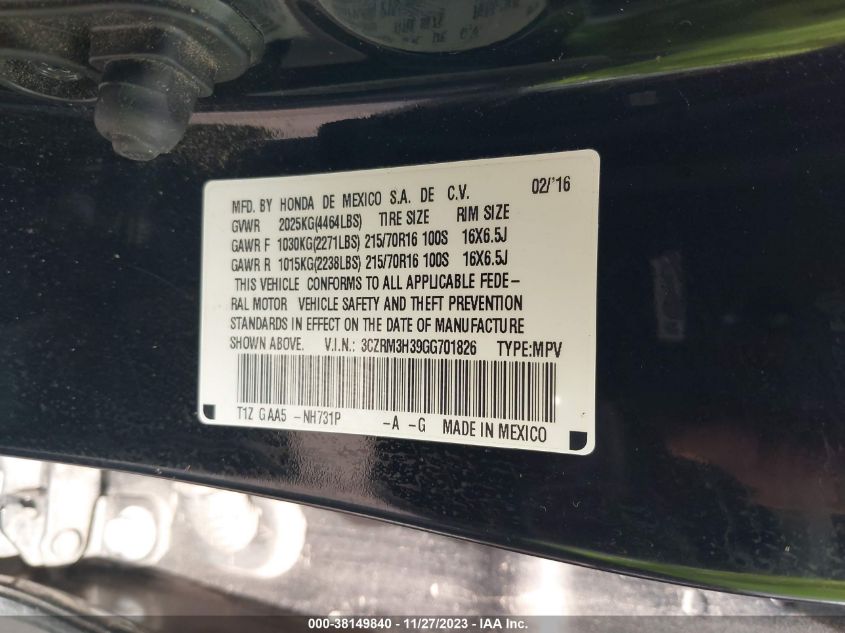 MFD. BY HONDA DE MEXICO S.A. DE C.V. 02/'16
GVWR 2025KG(4464LBS) TIRE SIZE RIM SIZE
GAWR F 1030KG(2271LBS) 215/70R16 100S 16X6.5J
GAWR R 1015KG(2238LBS) 215/70R16 100S 16X6.5J
THIS VEHICLE CONFORMS TO ALL APPLICABLE FEDE-
RAL MOTOR VEHICLE SAFETY AND THEFT PREVENTION
STANDARDS IN EFFECT ON THE DATE OF MANUFACTURE
SHOWN ABOVE. V.I.N.: 3CZRM3H39GG701826 TYPE:MPV
T1Z G AA5 -NH731P -A -G MADE IN MEXICO
000-38149840 - 11/27/2023 - IAA Inc.